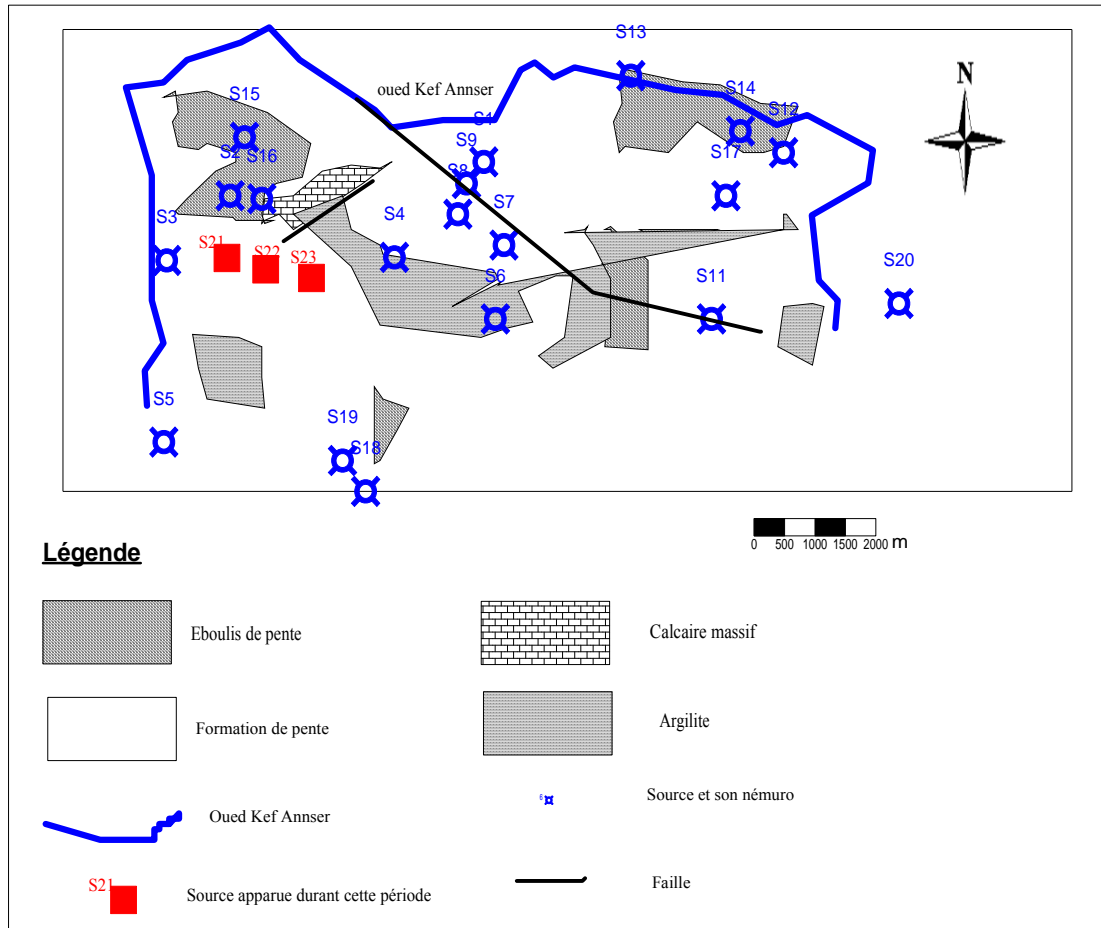 S13
oued Kef Annser
N
S15
S14
S1
S12
S9
S2
S16
S17
S8
S7
S3
S4
S21
S22
S23
S6
S11
S20
S5
S19
S18
0 500 1000 1500 2000 m
Légende
Eboulis de pente
Calcaire massif
Formation de pente
Argilite
6
Source et son némuro
Oued Kef Annser
S21
Source apparue durant cette période
Faille